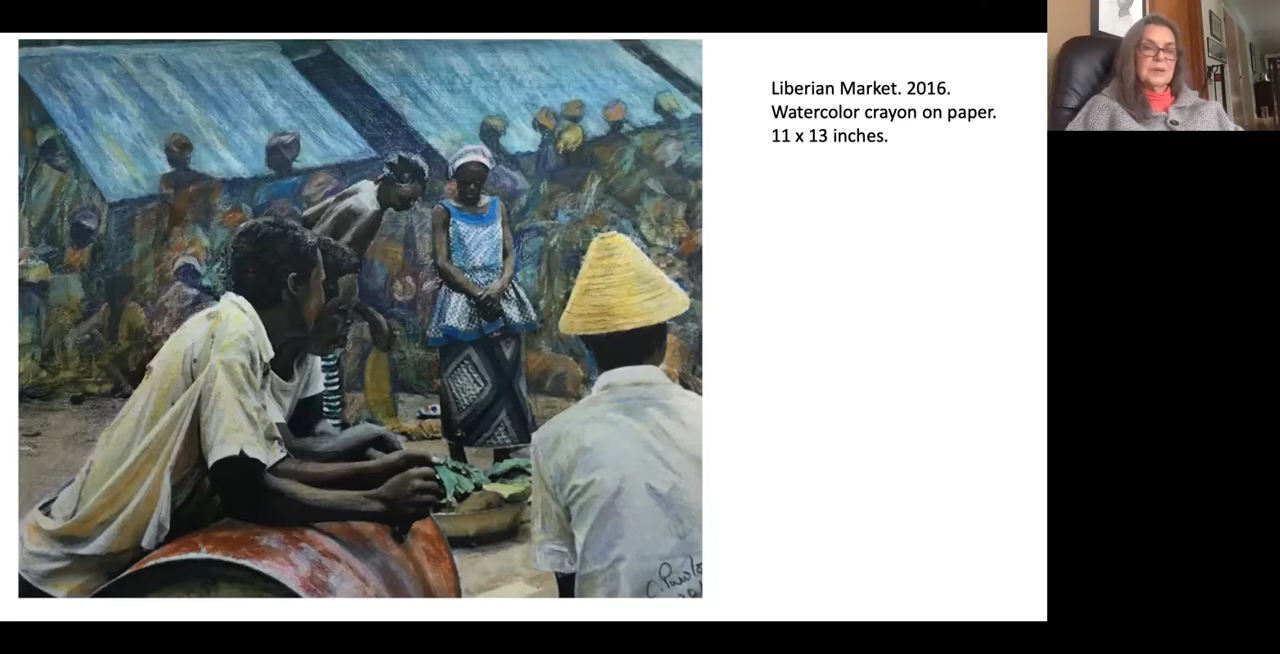 Liberian Market. 2016.
Watercolor crayon on paper.
11 x 13 inches.